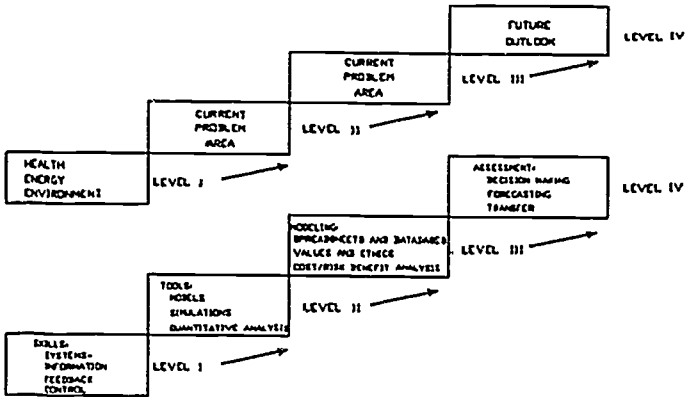 FUTURE
OUTLOOK
LEVEL IV
CURRENT
PROBLEM
AREA
LEVEL III
CURRENT
PROBLEM
AREA
LEVEL II
HEALTH
ENERGY
ENVIRONMENT
LEVEL I
ASSESSMENT:
DECISION MAKING
FORECASTING
TRANSFER
LEVEL IV
MODELING:
SPREADSHEETS AND DATABASES
VALUES AND ETHICS
COST/RISK BENEFIT ANALYSIS
LEVEL III
TOOLS:
MODELS
SIMULATIONS
QUANTITATIVE ANALYSIS
LEVEL II
SKILLS:
SYSTEMS-
INFORMATION
FEEDBACK
CONTROL
LEVEL I